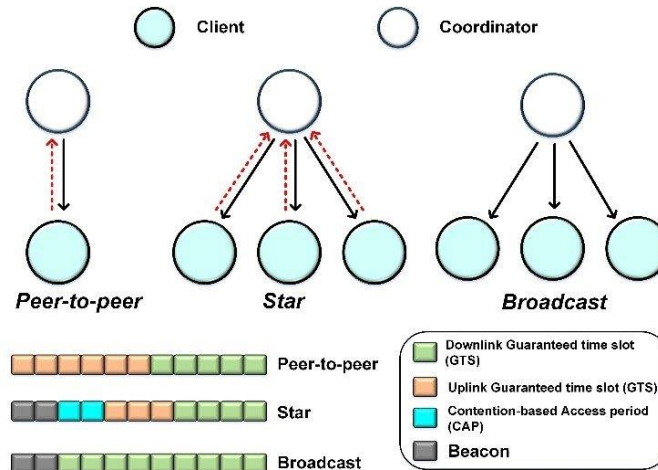 Client
Coordinator
Peer-to-peer
Star
Broadcast
Peer-to-peer
Star
Broadcast
Downlink Guaranteed time slot
(GTS)
Uplink Guaranteed time slot (GTS)
Contention-based Access period
(CAP)
Beacon